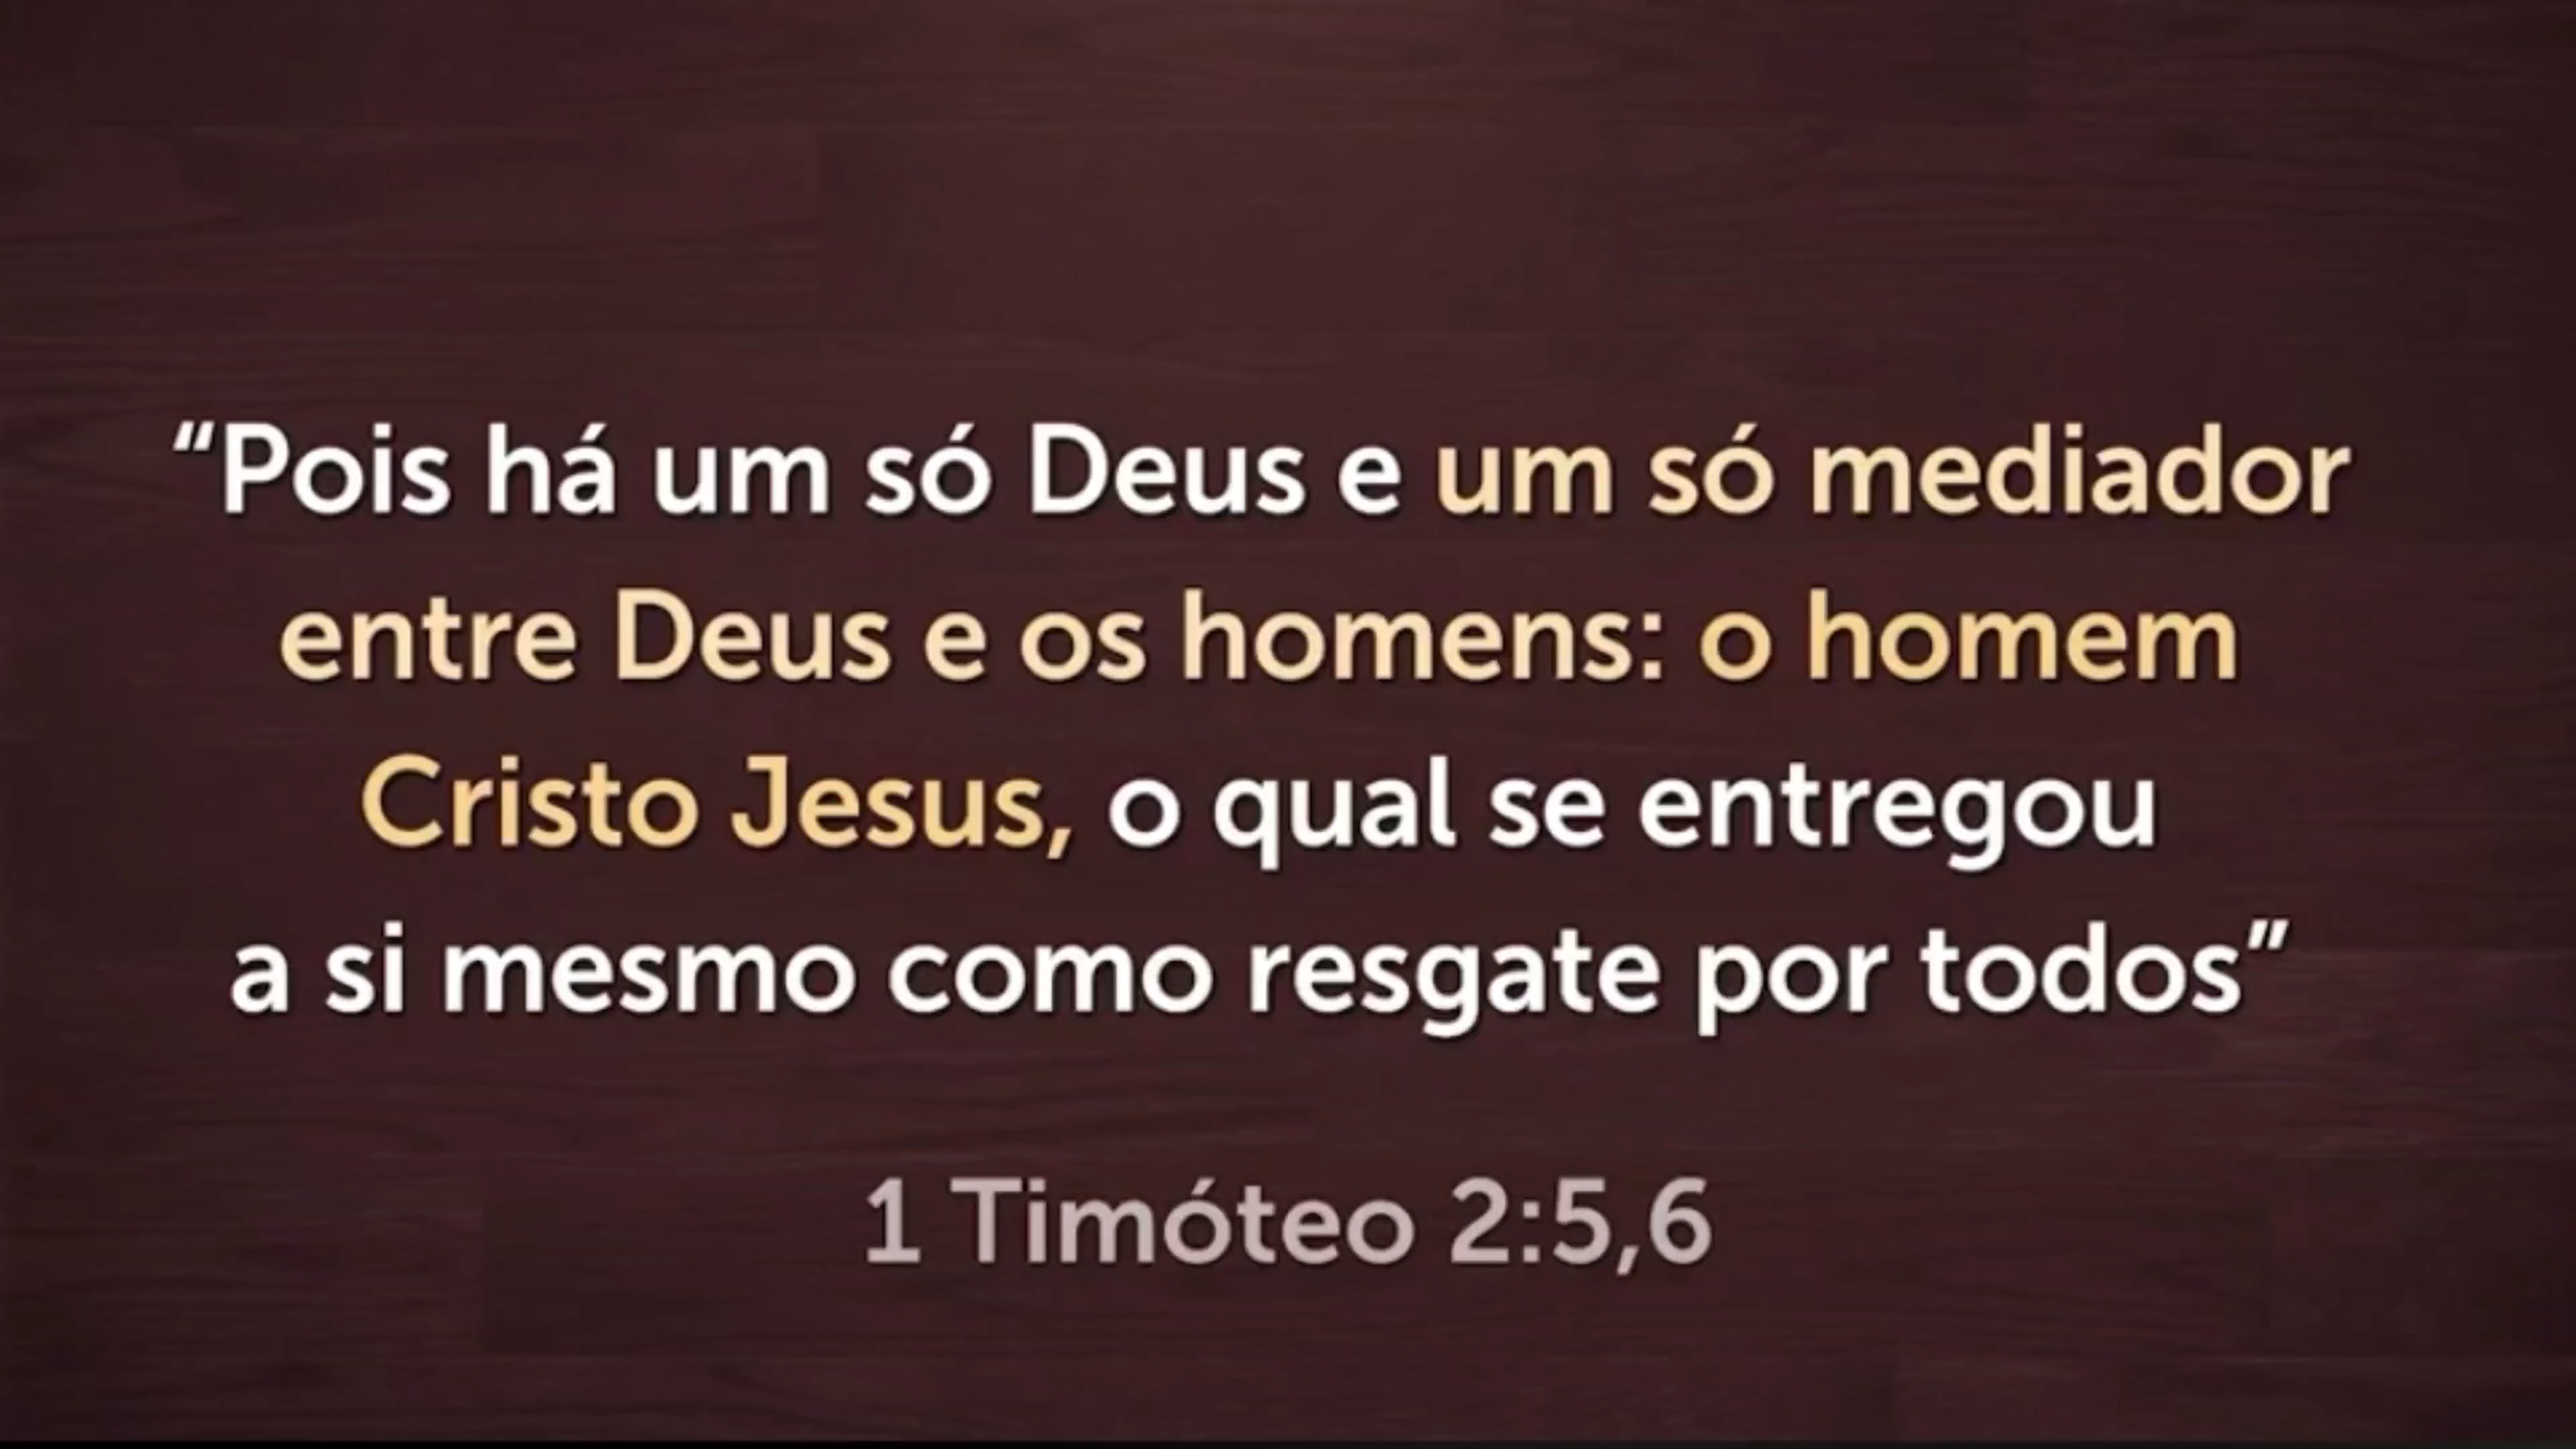 “Pois há um só Deus e um só mediador
entre Deus e os homens: o homem
Cristo Jesus, o qual se entregou
a si mesmo como resgate por todos”
1 Timóteo 2:5,6